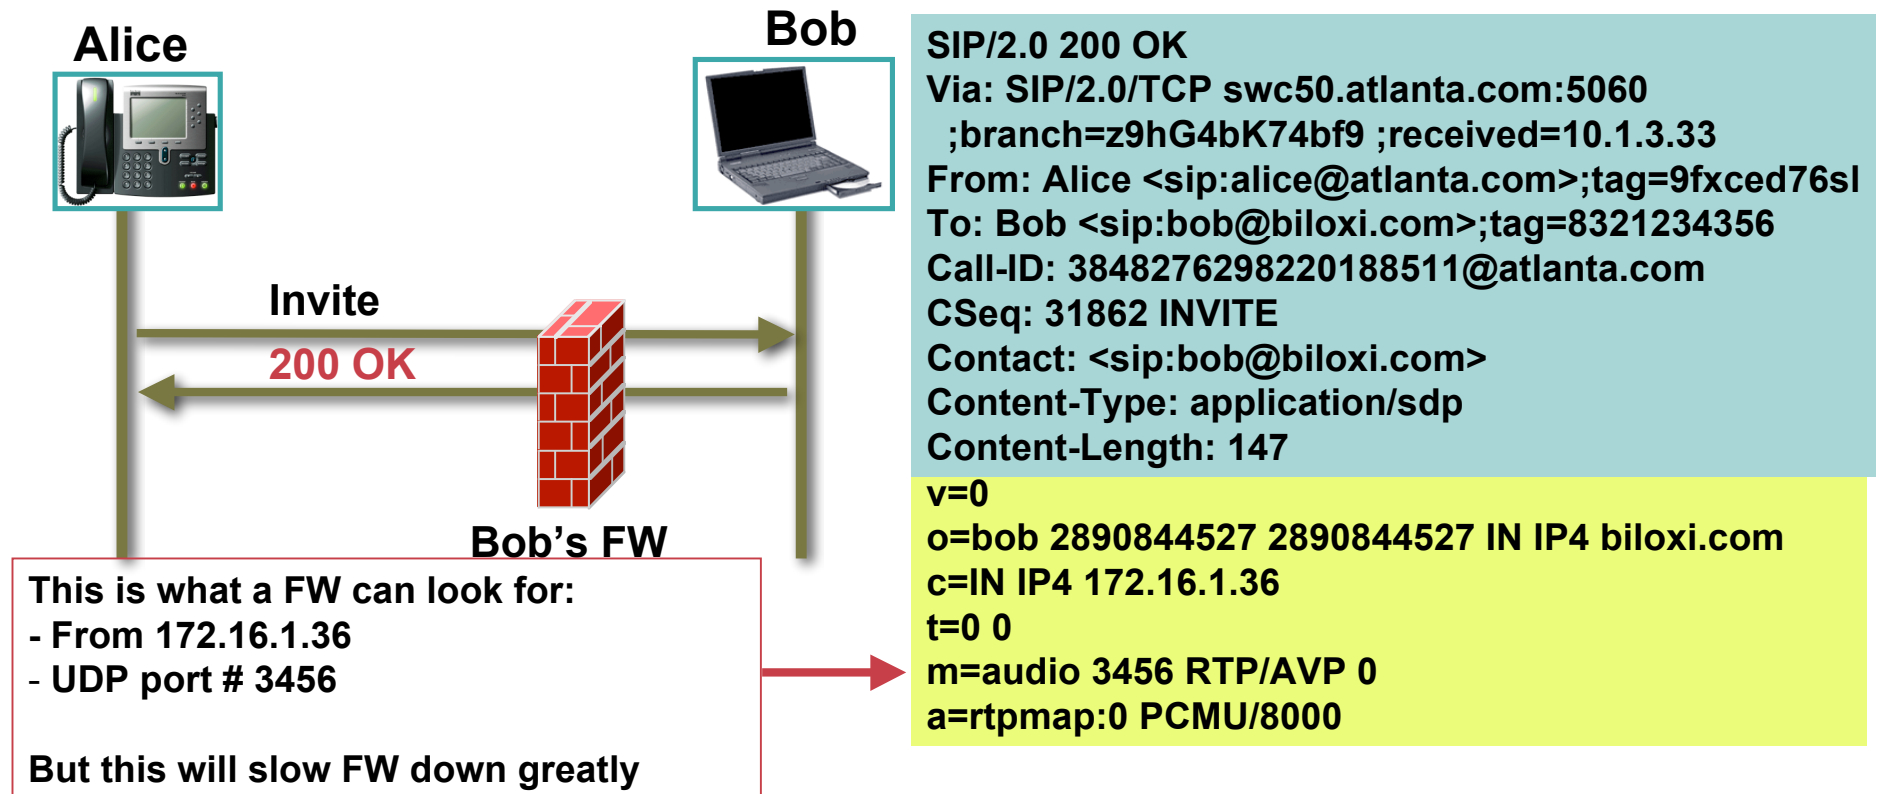 Alice
Bob
Invite
200 OK
Bob’s FW
This is what a FW can look for:
- From 172.16.1.36
- UDP port # 3456
But this will slow FW down greatly
SIP/2.0 200 OK
Via: SIP/2.0/TCP swc50.atlanta.com:5060
;branch=z9hG4bK74bf9 ;received=10.1.3.33
From: Alice <sip:alice@atlanta.com>;tag=9fxced76sl
To: Bob <sip:bob@biloxi.com>;tag=8321234356
Call-ID: 3848276298220188511@atlanta.com
CSeq: 31862 INVITE
Contact: <sip:bob@biloxi.com>
Content-Type: application/sdp
Content-Length: 147
v=0
o=bob 2890844527 2890844527 IN IP4 biloxi.com
c=IN IP4 172.16.1.36
t=0 0
m=audio 3456 RTP/AVP 0
a=rtpmap:0 PCMU/8000